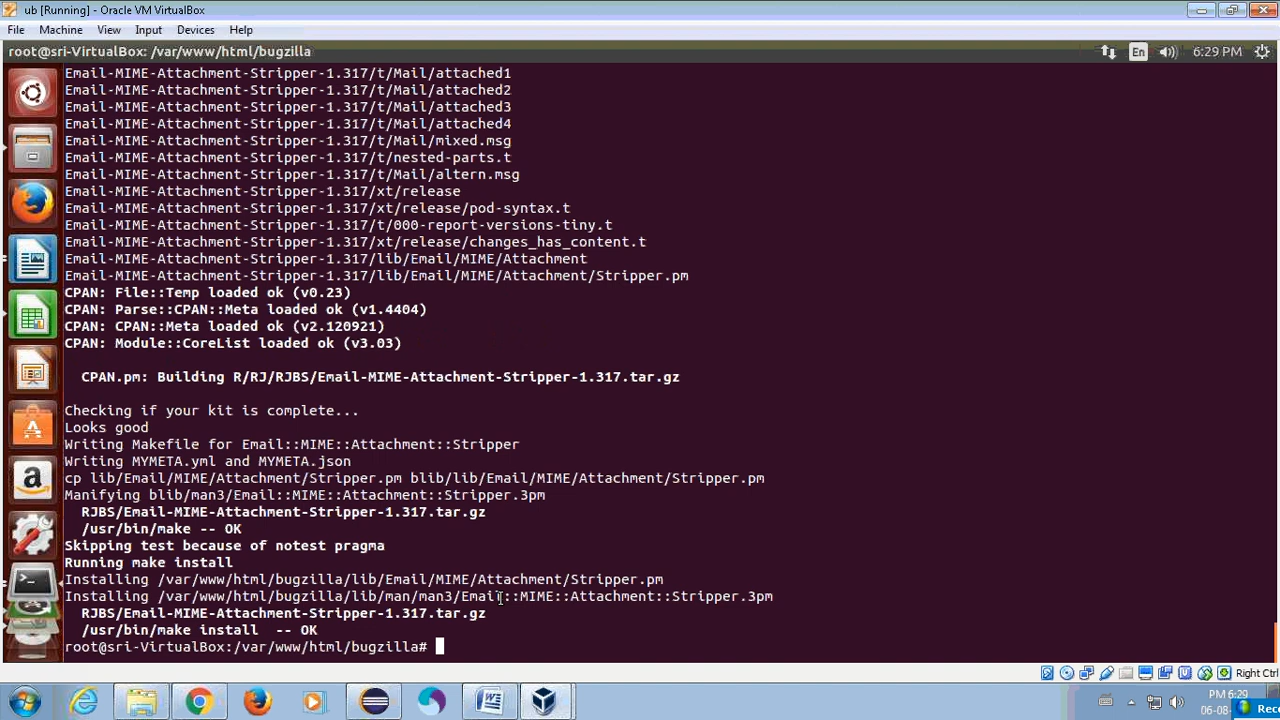 ub [Running] - Oracle VM VirtualBox
File Machine View Input Devices Help
root@sri-VirtualBox: /var/www/html/bugzilla
En 6:29 PM
Email-MIME-Attachment-Stripper-1.317/t/Mail/attached1
Email-MIME-Attachment-Stripper-1.317/t/Mail/attached2
Email-MIME-Attachment-Stripper-1.317/t/Mail/attached3
Email-MIME-Attachment-Stripper-1.317/t/Mail/attached4
Email-MIME-Attachment-Stripper-1.317/t/Mail/mixed.msg
Email-MIME-Attachment-Stripper-1.317/t/nested-parts.t
Email-MIME-Attachment-Stripper-1.317/t/Mail/altern.msg
Email-MIME-Attachment-Stripper-1.317/xt/release
Email-MIME-Attachment-Stripper-1.317/xt/release/pod-syntax.t
Email-MIME-Attachment-Stripper-1.317/t/000-report-versions-tiny.t
Email-MIME-Attachment-Stripper-1.317/xt/release/changes_has_content.t
Email-MIME-Attachment-Stripper-1.317/lib/Email/MIME/Attachment
Email-MIME-Attachment-Stripper-1.317/lib/Email/MIME/Attachment/Stripper.pm
CPAN: File::Temp loaded ok (v0.23)
CPAN: Parse::CPAN::Meta loaded ok (v1.4404)
CPAN: CPAN::Meta loaded ok (v2.120921)
CPAN: Module::CoreList loaded ok (v3.03)
CPAN.pm: Building R/RJ/RJBS/Email-MIME-Attachment-Stripper-1.317.tar.gz
Checking if your kit is complete...
Looks good
Writing Makefile for Email::MIME::Attachment::Stripper
Writing MYMETA.yml and MYMETA.json
cp lib/Email/MIME/Attachment/Stripper.pm blib/lib/Email/MIME/Attachment/Stripper.pm
Manifying blib/man3/Email::MIME::Attachment::Stripper.3pm
RJBS/Email-MIME-Attachment-Stripper-1.317.tar.gz
/usr/bin/make -- OK
Skipping test because of notest pragma
Running make install
Installing /var/www/html/bugzilla/lib/Email/MIME/Attachment/Stripper.pm
Installing /var/www/html/bugzilla/lib/man/man3/Email::MIME::Attachment::Stripper.3pm
RJBS/Email-MIME-Attachment-Stripper-1.317.tar.gz
/usr/bin/make install -- OK
root@sri-VirtualBox:/var/www/html/bugzilla#
Right Ctrl
PM 6:29
06-08-
Reco